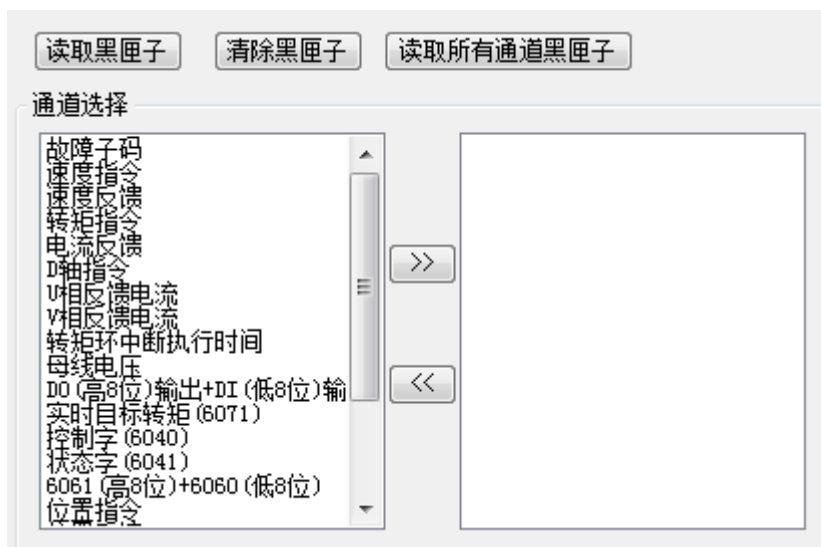 读取黑匣子 清除黑匣子 读取所有通道黑匣子
通道选择
故障子码
速度指令
速度反馈
转矩指令
电流反馈
>>
D轴指令
U相反馈电流
V相反馈电流
转矩环中断执行时间
母线电压
<<
DO(高8位)输出+DI(低8位)输
实时目标转矩(6071)
控制字(6040)
状态字(6041)
6061(高8位)+6060(低8位)
位置指令